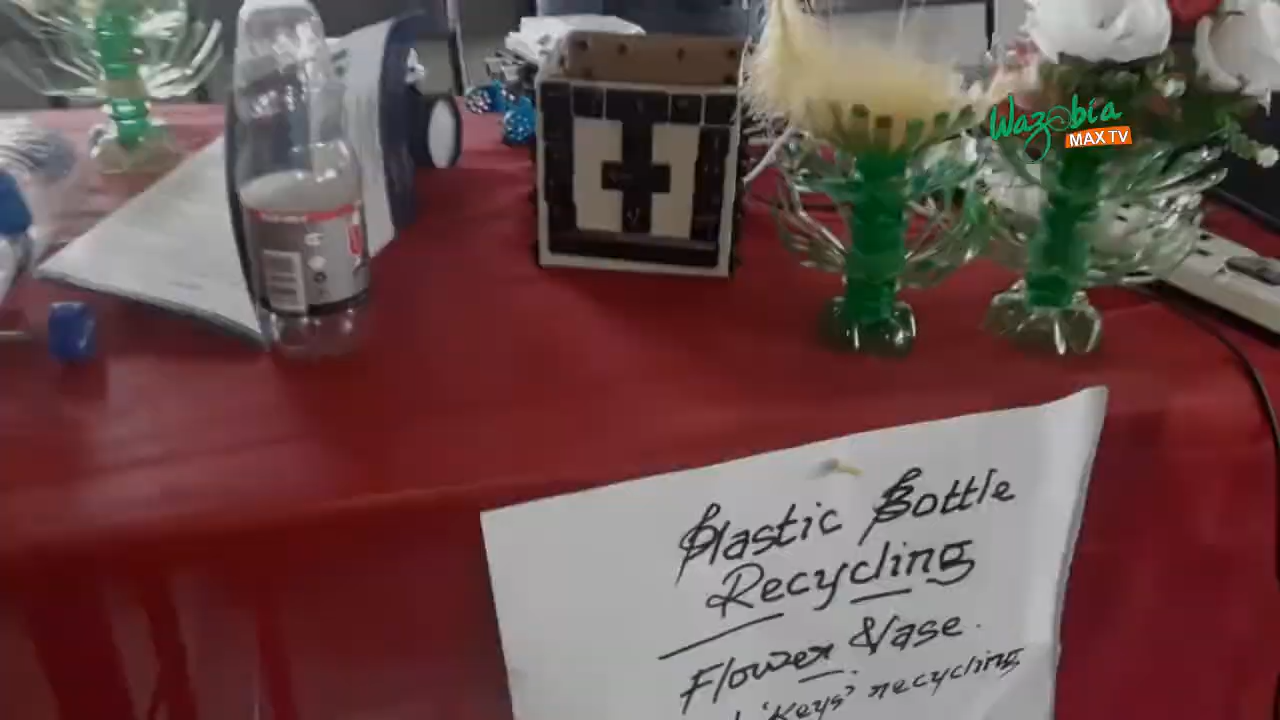 Wazobia
MAX TV
Plastic Bottle
Recycling
Flower Vase.
'Keys' recycling